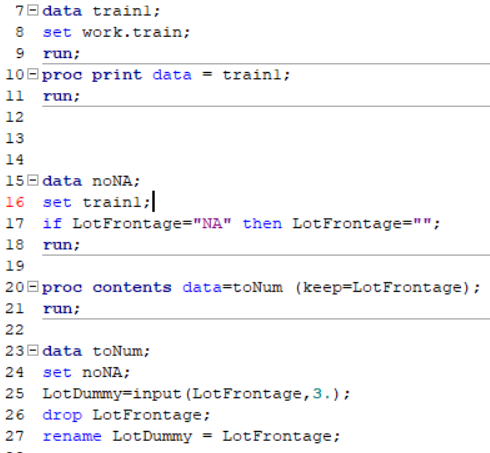 7 data train1;
8 set work.train;
9 run;
10 proc print data = train1;
11 run;
12
13
14
15 data noNA;
16 set train1;
17 if LotFrontage="NA" then LotFrontage="";
18 run;
19
20 proc contents data=toNum (keep=LotFrontage);
21 run;
22
23 data toNum;
24 set noNA;
25 LotDummy=input(LotFrontage,3.);
26 drop LotFrontage;
27 rename LotDummy = LotFrontage;